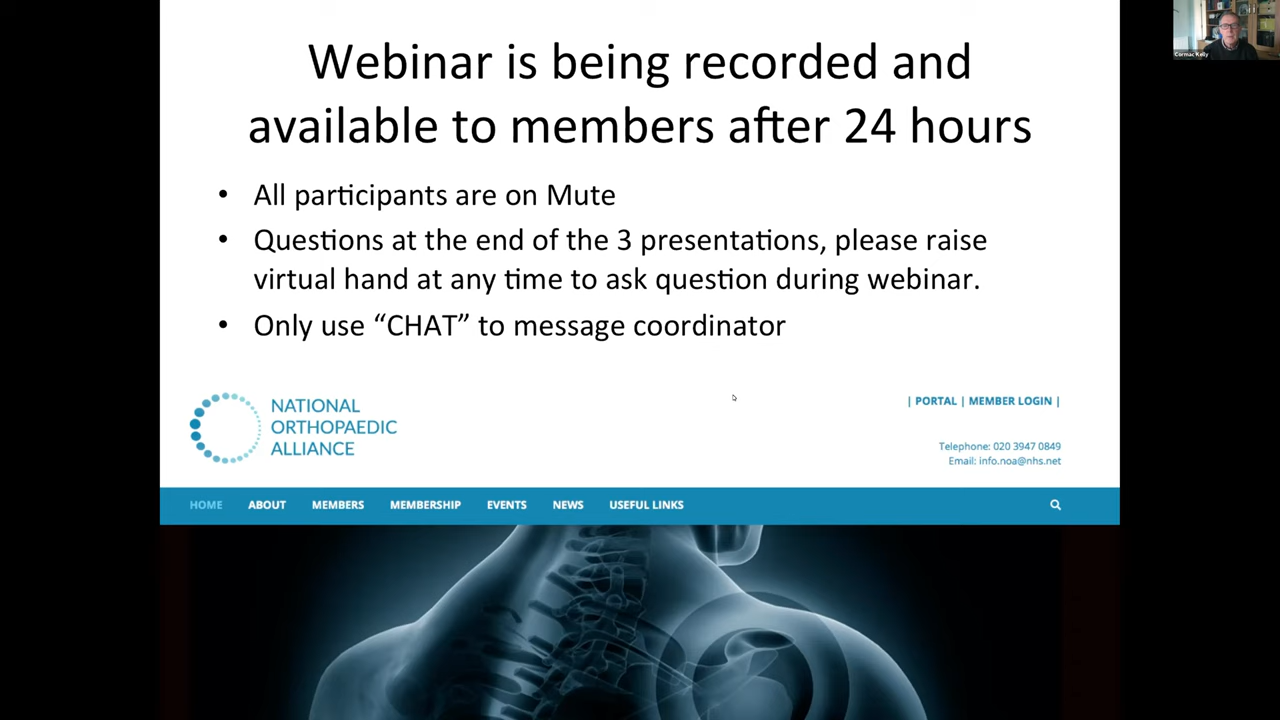 Webinar is being recorded and
available to members after 24 hours
• All participants are on Mute
• Questions at the end of the 3 presentations, please raise
virtual hand at any time to ask question during webinar.
• Only use “CHAT” to message coordinator
NATIONAL
ORTHOPAEDIC
ALLIANCE
| PORTAL | MEMBER LOGIN |
Telephone: 020 3947 0849
Email: info.noa@nhs.net
HOME ABOUT MEMBERS MEMBERSHIP EVENTS NEWS USEFUL LINKS
Cormac Kelly